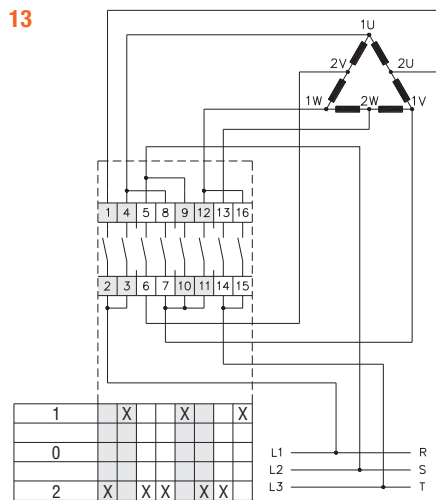 13
1U
2V 2U
1W 2W 1V
1 4 5 8 9 12 13 16
2 3 6 7 10 11 14 15
1 X X X
0
2 X X X X X
L1 R
L2 S
L3 T